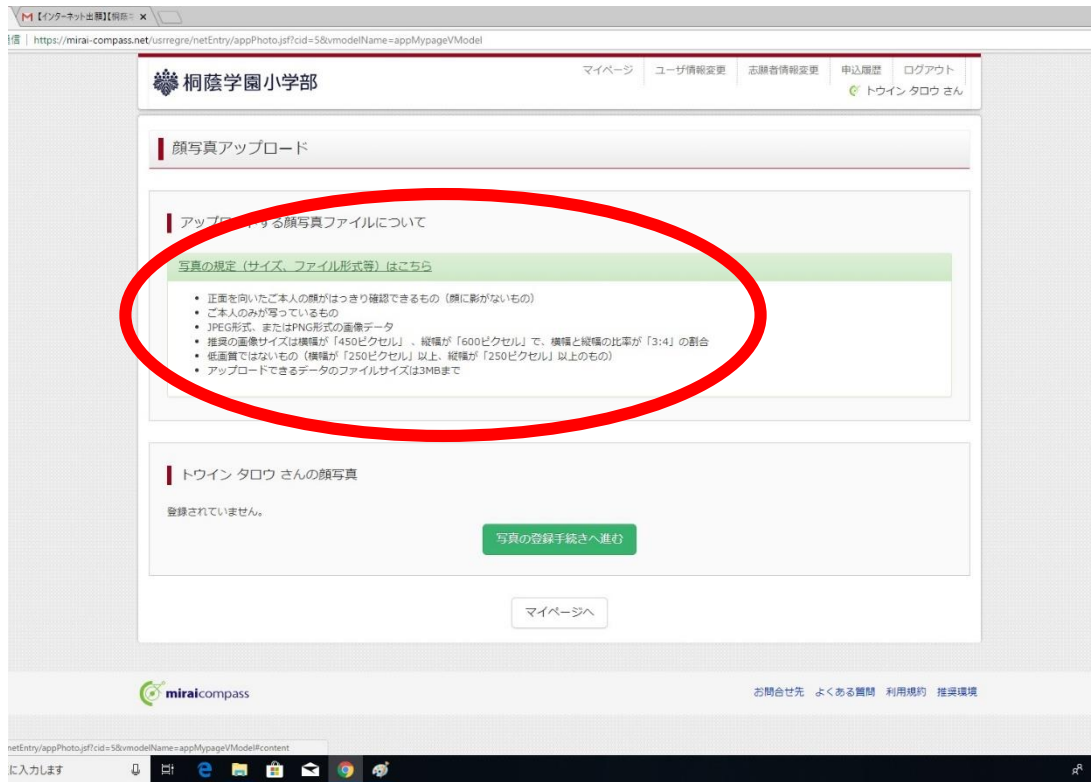 【インターネット出願】【桐蔭
https://mirai-compass.net/usrregre/netEntry/appPhoto.jsf?cid=5&vmodelName=appMypageVModel
桐蔭学園小学部
マイページ ユーザ情報変更 志願者情報変更 申込履歴 ログアウト
トウイン タロウ さん
顔写真アップロード
アップロードする顔写真ファイルについて
写真の規定（サイズ、ファイル形式等）はこちら
• 正面を向いたご本人の顔がはっきり確認できるもの（顔に影がないもの）
• ご本人のみが写っているもの
• JPEG形式、またはPNG形式の画像データ
• 推奨の画像サイズは横幅が「450ピクセル」、縦幅が「600ピクセル」で、横幅と縦幅の比率が「3:4」の割合
• 低画質ではないもの（横幅が「250ピクセル」以上、縦幅が「250ピクセル」以上のもの）
• アップロードできるデータのファイルサイズは3MBまで
トウイン タロウ さんの顔写真
登録されていません。
写真の登録手続きへ進む
マイページへ
miraicompass
お問合せ先 よくある質問 利用規約 推奨環境
netEntry/appPhoto.jsf?cid=5&vmodelName=appMypageVModel#content
に入力します